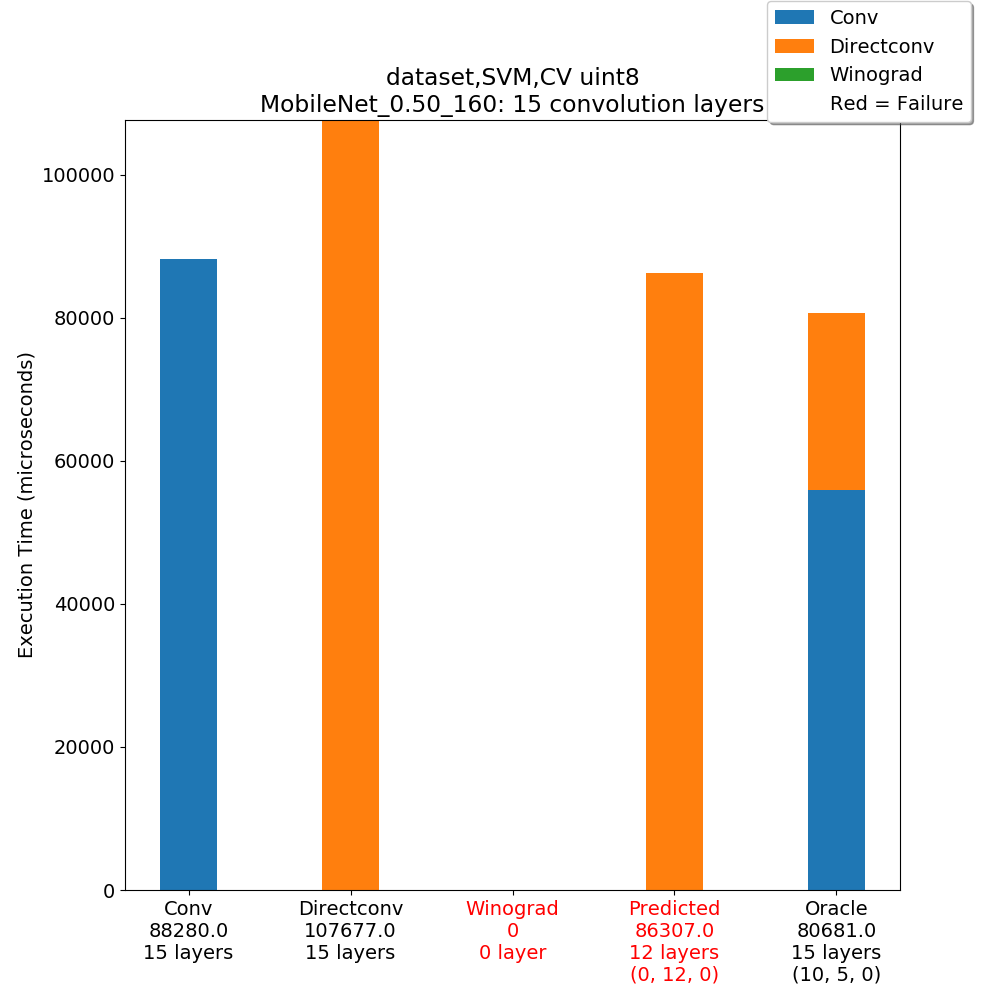 Conv
Directconv
Winograd
Red = Failure
dataset,SVM,CV uint8
MobileNet_0.50_160: 15 convolution layers
Execution Time (microseconds)
100000
80000
60000
40000
20000
0
Conv
88280.0
15 layers
Directconv
107677.0
15 layers
Winograd
0
0 layer
Predicted
86307.0
12 layers
(0, 12, 0)
Oracle
80681.0
15 layers
(10, 5, 0)